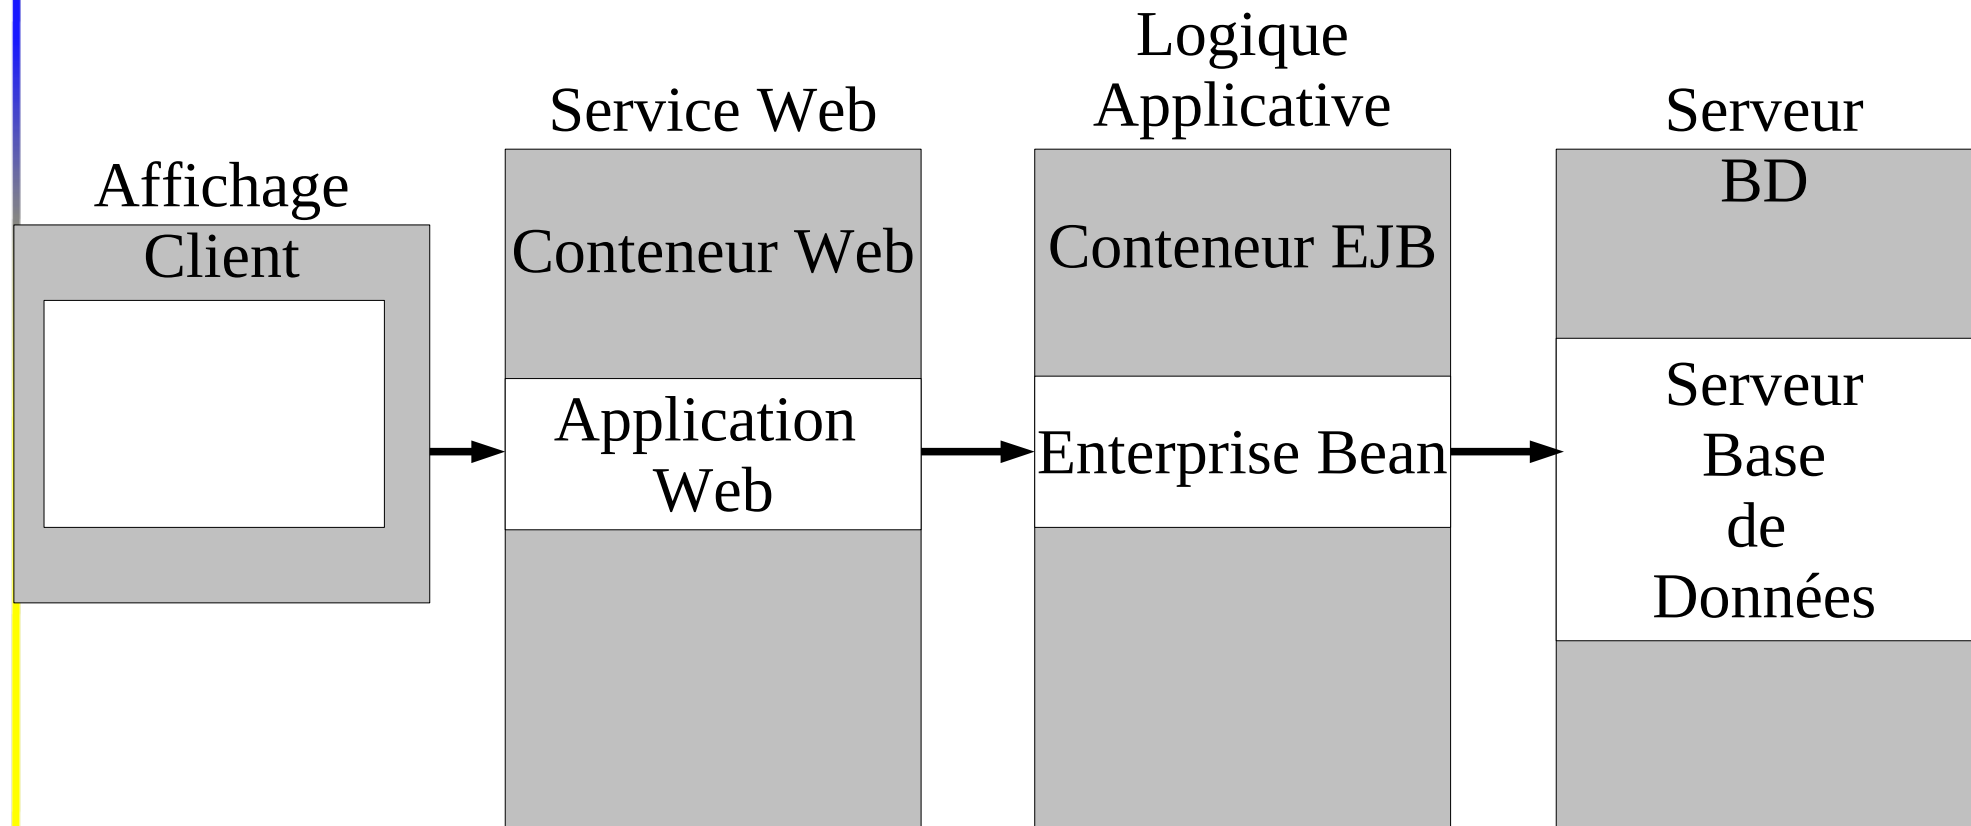 Affichage
Client
Service Web
Conteneur Web
Application
Web
Logique
Applicative
Conteneur EJB
Enterprise Bean
Serveur
BD
Serveur
Base
de
Données